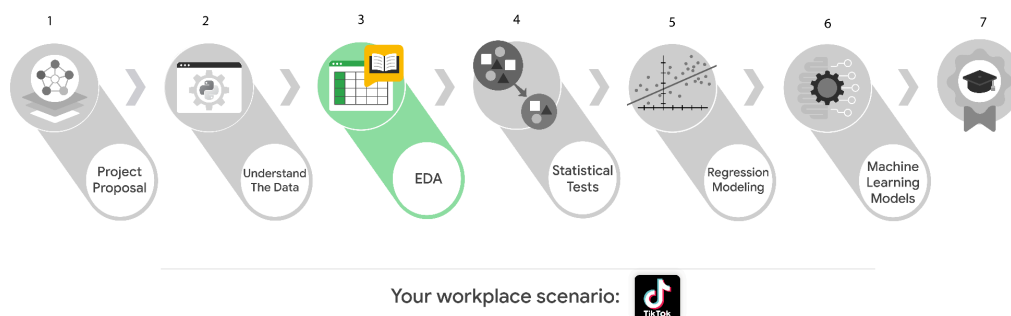 1
2
3
4
5
6
7
Project
Proposal
Understand
The Data
EDA
Statistical
Tests
Regression
Modeling
Machine
Learning
Models
Your workplace scenario:
TikTok